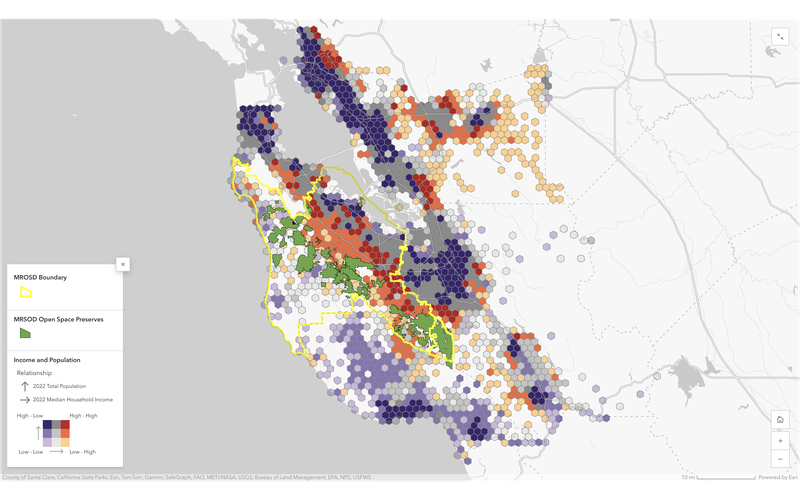 MROSD Boundary
MRSOD Open Space Preserves
Income and Population
Relationship
2022 Total Population
2022 Median Household Income
High - Low High - High
Low - Low Low - High
County of Santa Clara, California State Parks, Esri, TomTom, Garmin, SafeGraph, FAO, METI/NASA, USGS, Bureau of Land Management, EPA, NPS, USFWS
10 mi
Powered by Esri